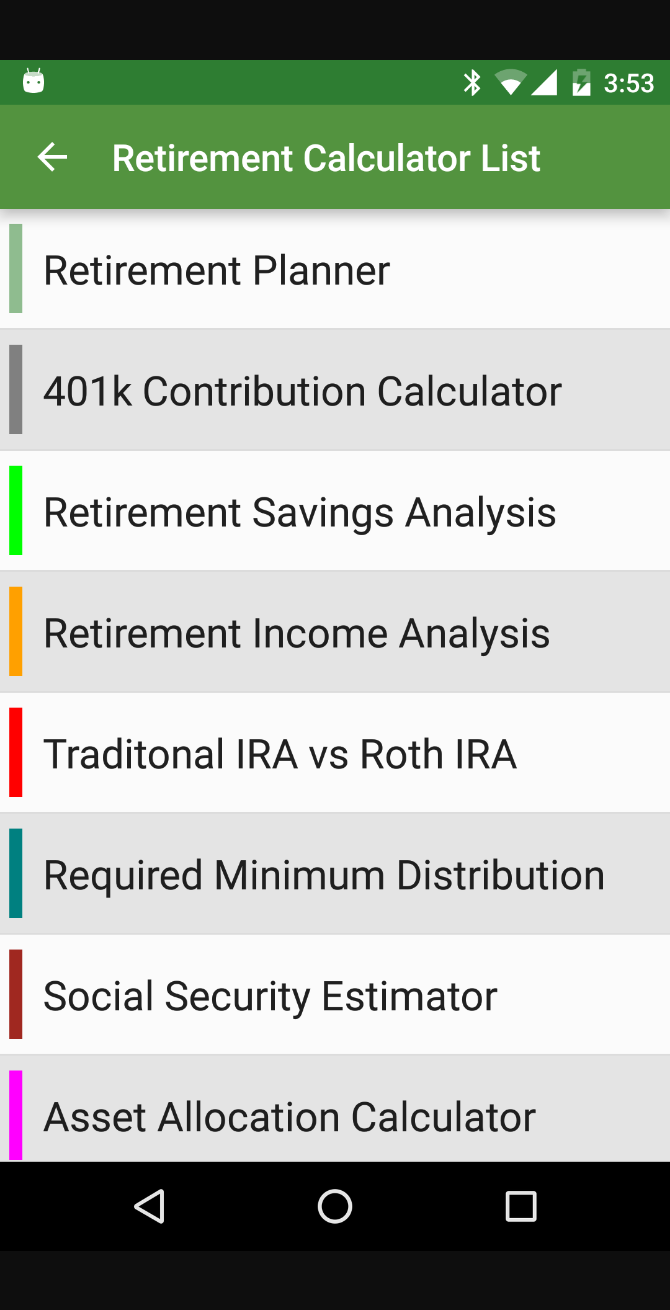 3:53
Retirement Calculator List
Retirement Planner
401k Contribution Calculator
Retirement Savings Analysis
Retirement Income Analysis
Traditonal IRA vs Roth IRA
Required Minimum Distribution
Social Security Estimator
Asset Allocation Calculator